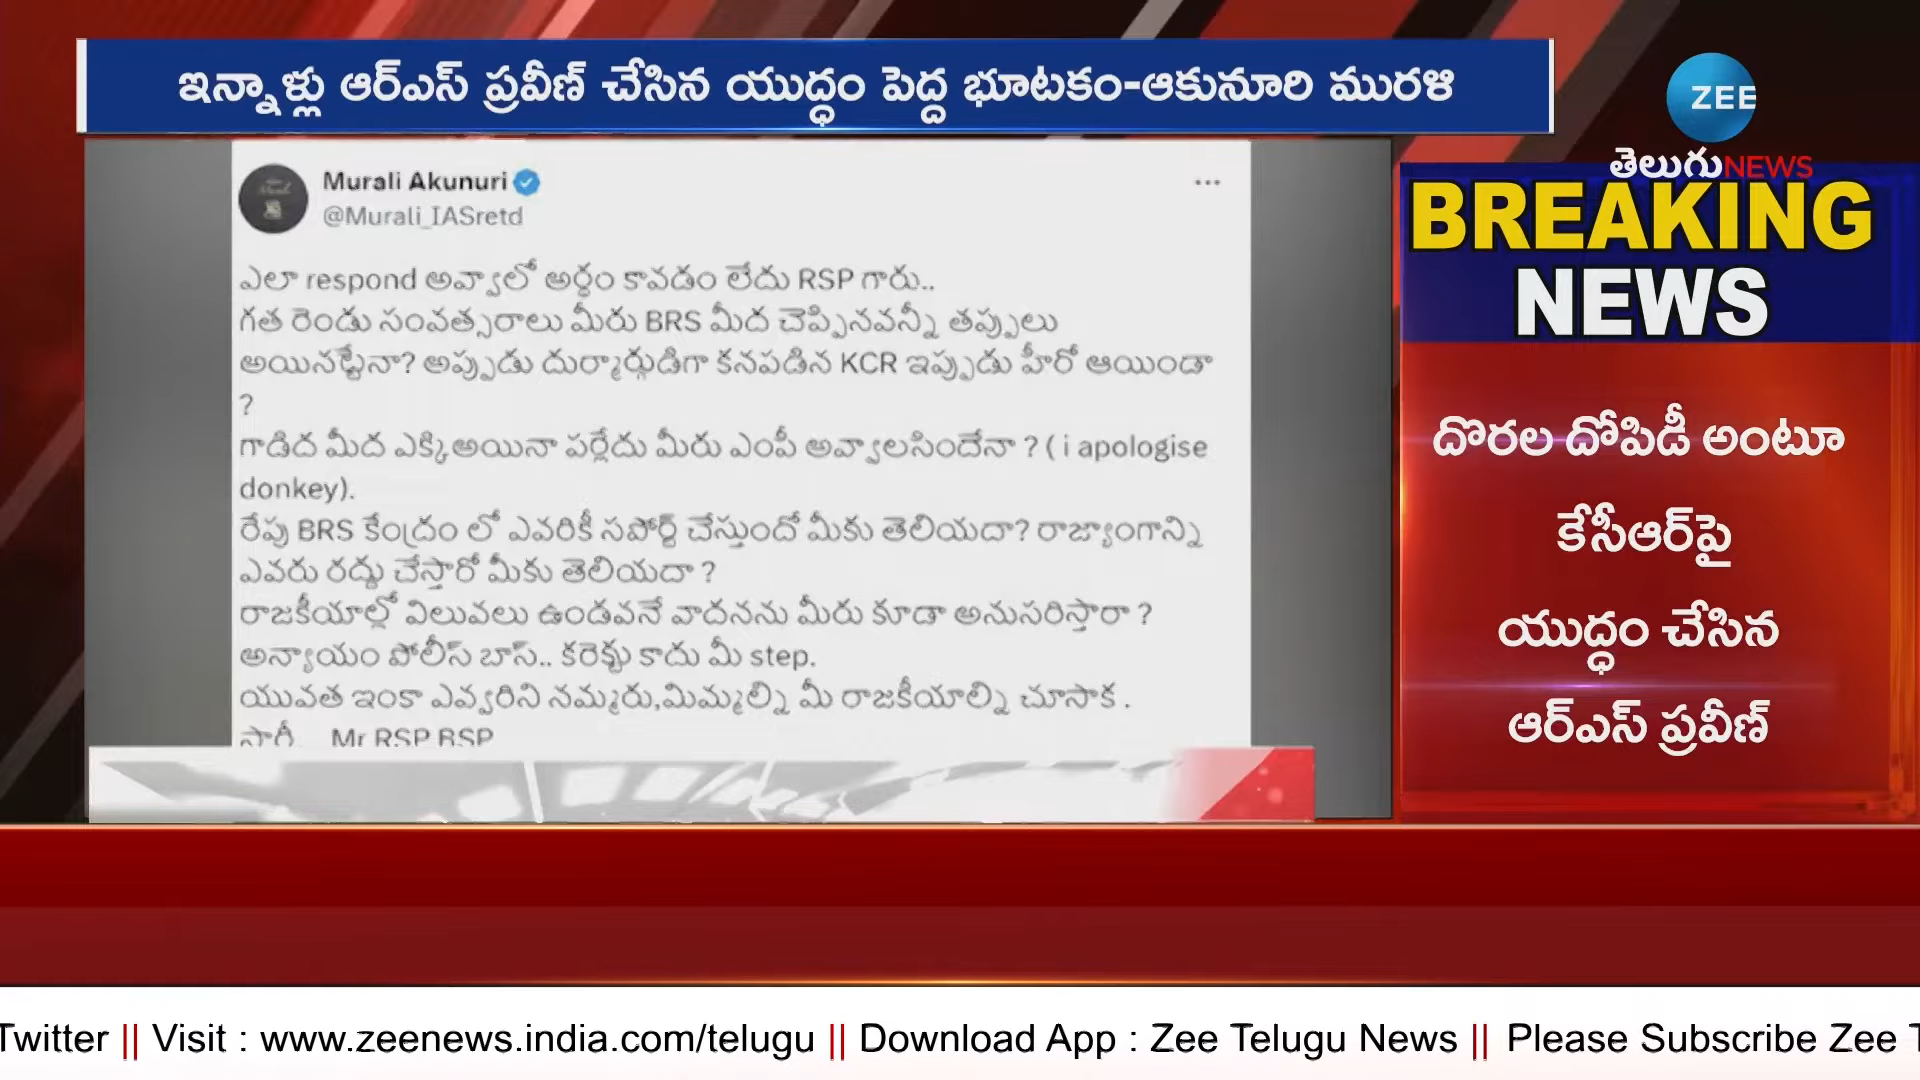 ఇన్నాళ్లు ఆర్ఎస్ ప్రవీణ్ చేసిన యుద్ధం పెద్ద భూటకం-ఆకునూరి మురళి
ZEE
తెలుగుNEWS
BREAKING
NEWS
Murali Akunuri
@Murali_IASretd
ఎలా respond అవ్వాలో అర్ధం కావడం లేదు RSP గారు..
గత రెండు సంవత్సరాలు మీరు BRS మీద చెప్పినవన్నీ తప్పులు
అయినట్టేనా? అప్పుడు దుర్మార్గుడిగా కనపడిన KCR ఇప్పుడు హీరో ఆయిండా
?
గాడిద మీద ఎక్కిఅయినా పర్లేదు మీరు ఎంపీ అవ్వాలసిందేనా ? ( i apologise
donkey).
రేపు BRS కేంద్రం లో ఎవరికీ సపోర్ట్ చేస్తుందో మీకు తెలియదా? రాజ్యాంగాన్ని
ఎవరు రద్దు చేస్తారో మీకు తెలియదా ?
రాజకీయాల్లో విలువలు ఉండవనే వాదనను మీరు కూడా అనుసరిస్తారా ?
అన్యాయం పోలీస్ బాస్.. కరెక్టు కాదు మీ step.
యువత ఇంకా ఎవ్వరిని నమ్మరు,మిమ్మల్ని మీ రాజకీయాల్ని చూసాక .
సారీ Mr RSP BSP
దొరల దోపిడీ అంటూ
కేసీఆర్‌పై
యుద్ధం చేసిన
ఆర్ఎస్ ప్రవీణ్
Twitter || Visit : www.zeenews.india.com/telugu || Download App : Zee Telugu News || Please Subscribe Zee